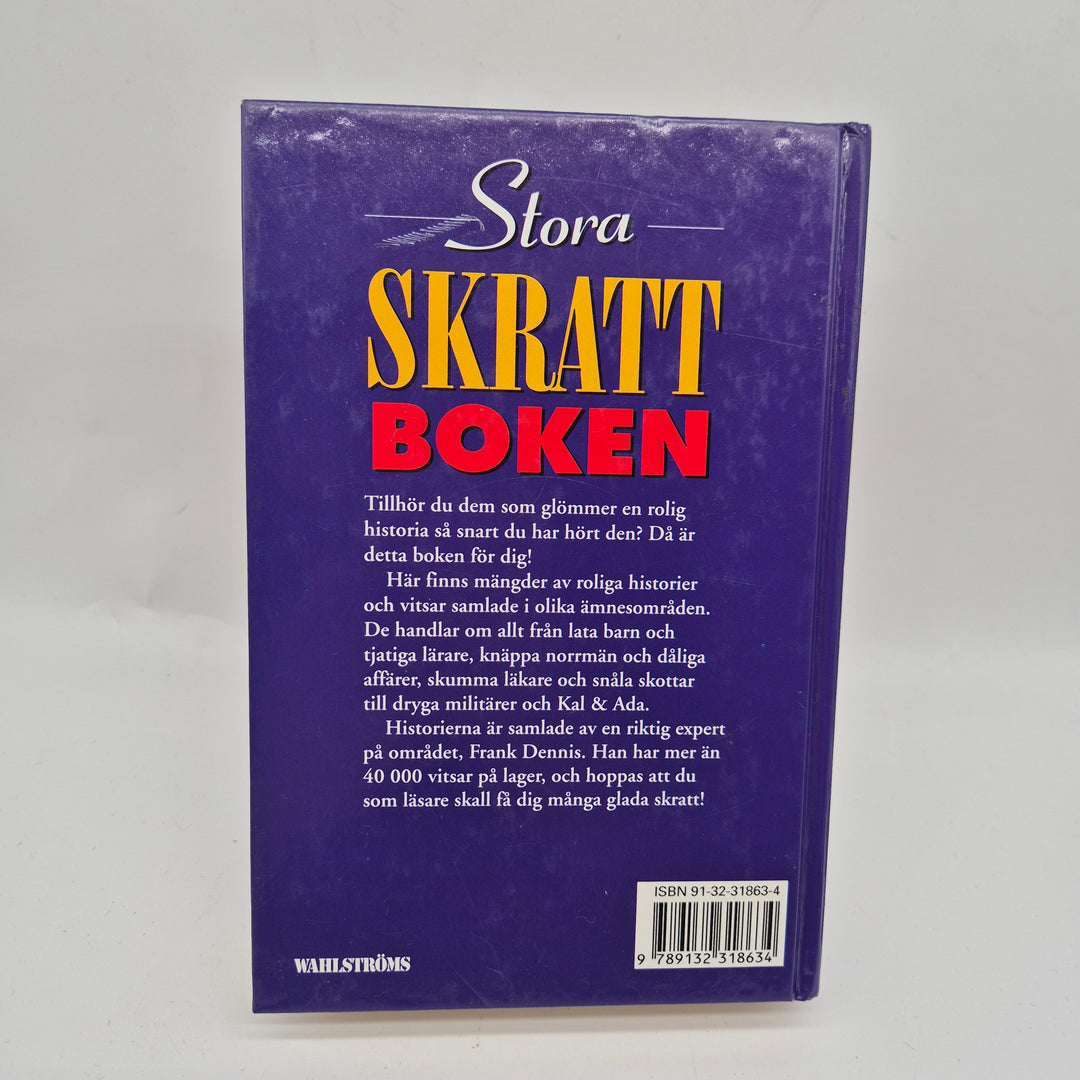 Stora
SKRATT
BOKEN
Tillhör du dem som glömmer en rolig
historia så snart du har hört den? Då är
detta boken för dig!
Här finns mängder av roliga historier
och vitsar samlade i olika ämnesområden.
De handlar om allt från lata barn och
tjatiga lärare, knäppa norrmän och dåliga
affärer, skumma läkare och snåla skottar
till dryga militärer och Kal & Ada.
Historierna är samlade av en riktig expert
på området, Frank Dennis. Han har mer än
40 000 vitsar på lager, och hoppas att du
som läsare skall få dig många glada skratt!
ISBN 91-32-31863-4
9 789132 318634
WAHLSTRÖMS